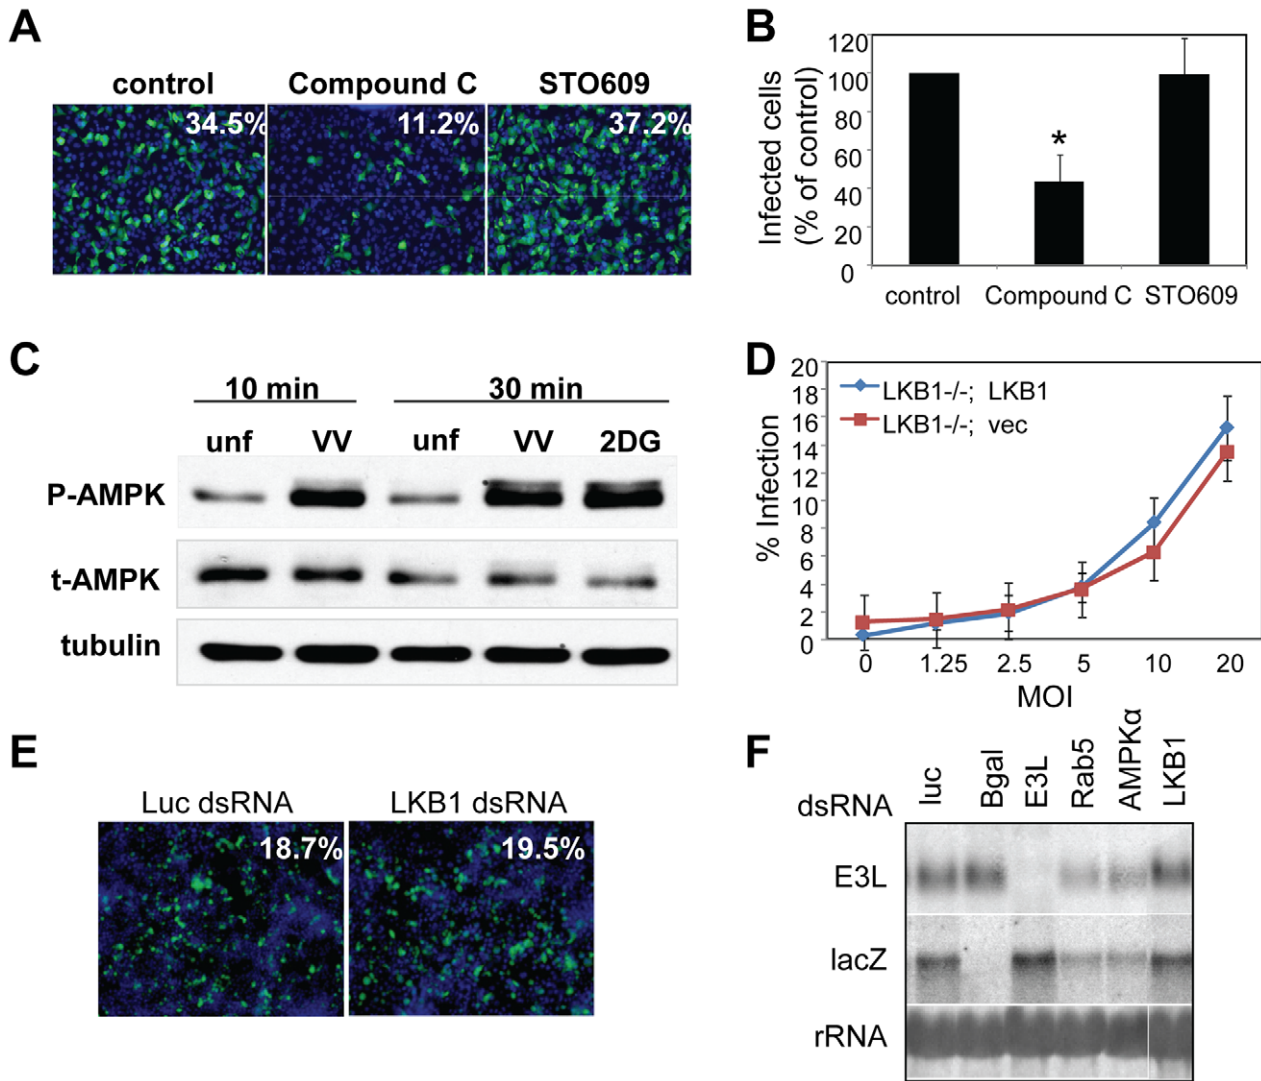 A
control Compound C STO609
34.5% 11.2% 37.2%
B
Infected cells
(% of control)
120
100
80
60
40
20
0
control Compound C STO609
*
C
10 min 30 min
unf VV unf VV 2DG
P-AMPK
t-AMPK
tubulin
D
% Infection
20
18
16
14
12
10
8
6
4
2
0
LKB1-/-; LKB1
LKB1-/-; vec
0 1.25 2.5 5 10 20
MOI
E
Luc dsRNA LKB1 dsRNA
18.7% 19.5%
F
dsRNA
luc
Bgal
E3L
Rab5
AMPKα
LKB1
E3L
lacZ
rRNA